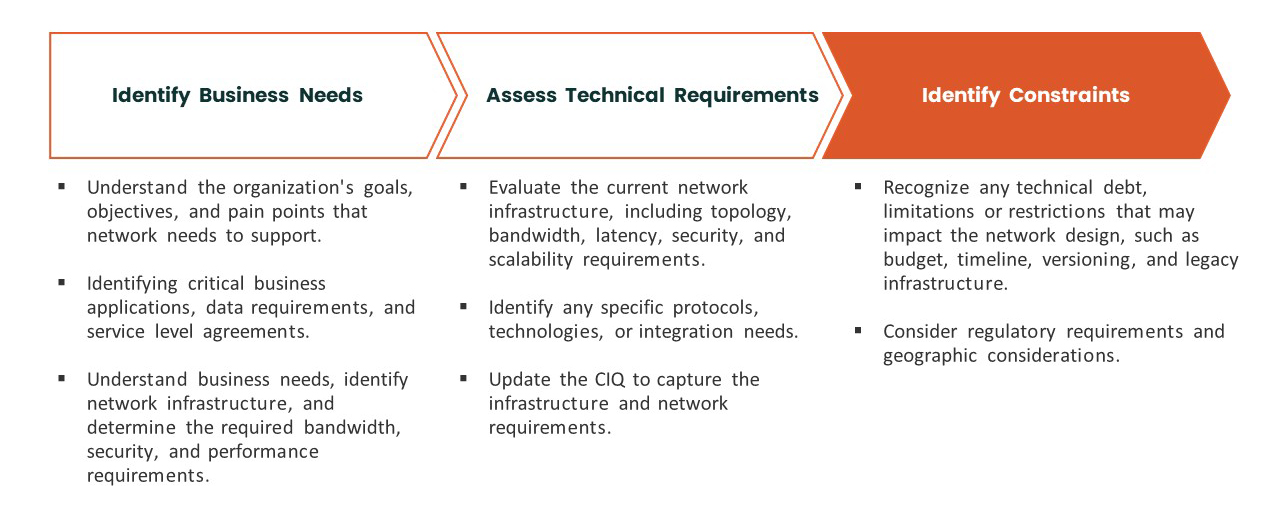 Identify Business Needs
Assess Technical Requirements
Identify Constraints
▪ Understand the organization's goals,
objectives, and pain points that
network needs to support.
▪ Identifying critical business
applications, data requirements, and
service level agreements.
▪ Understand business needs, identify
network infrastructure, and
determine the required bandwidth,
security, and performance
requirements.
▪ Evaluate the current network
infrastructure, including topology,
bandwidth, latency, security, and
scalability requirements.
▪ Identify any specific protocols,
technologies, or integration needs.
▪ Update the CIQ to capture the
infrastructure and network
requirements.
▪ Recognize any technical debt,
limitations or restrictions that may
impact the network design, such as
budget, timeline, versioning, and legacy
infrastructure.
▪ Consider regulatory requirements and
geographic considerations.